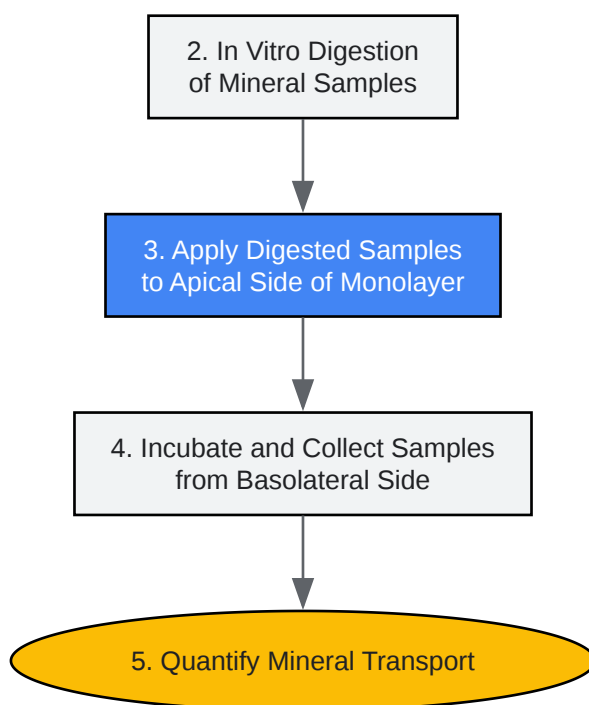 2. In Vitro Digestion
of Mineral Samples
3. Apply Digested Samples
to Apical Side of Monolayer
4. Incubate and Collect Samples
from Basolateral Side
5. Quantify Mineral Transport